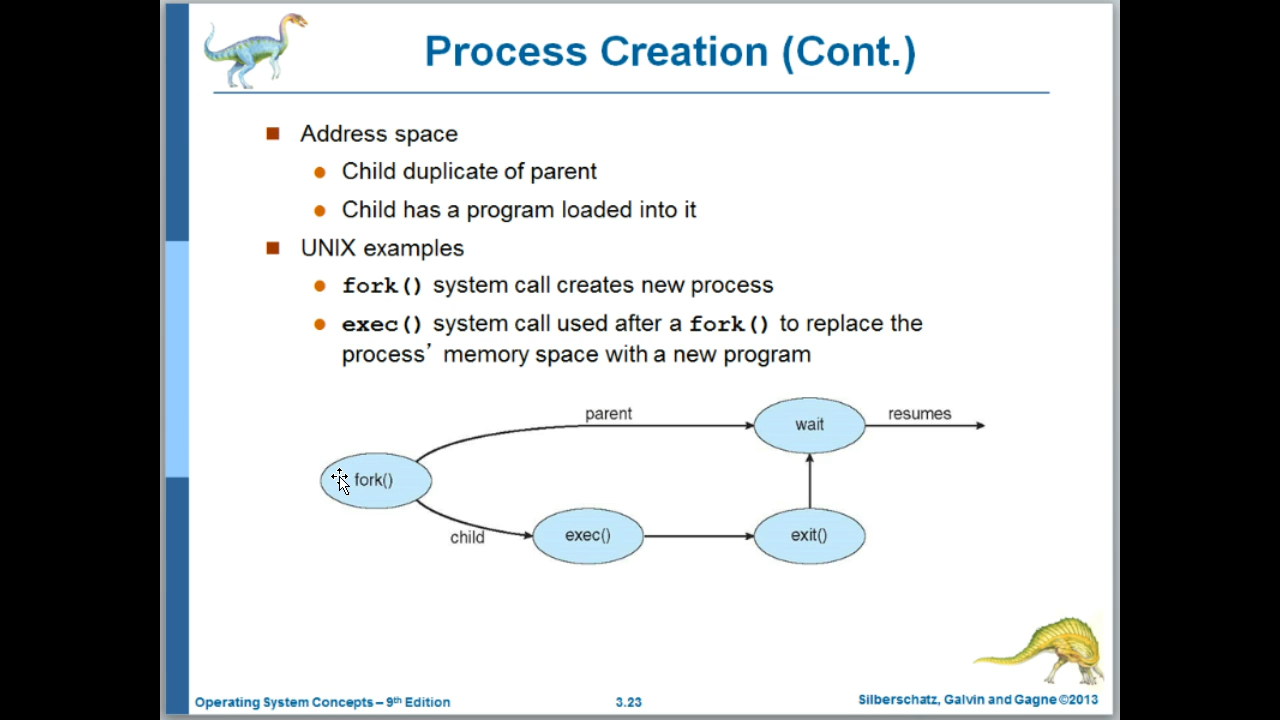 Process Creation (Cont.)
Address space
Child duplicate of parent
Child has a program loaded into it
UNIX examples
fork() system call creates new process
exec() system call used after a fork() to replace the
process’ memory space with a new program
parent
wait
resumes
fork()
child
exec()
exit()
Operating System Concepts – 9th Edition
3.23
Silberschatz, Galvin and Gagne ©2013